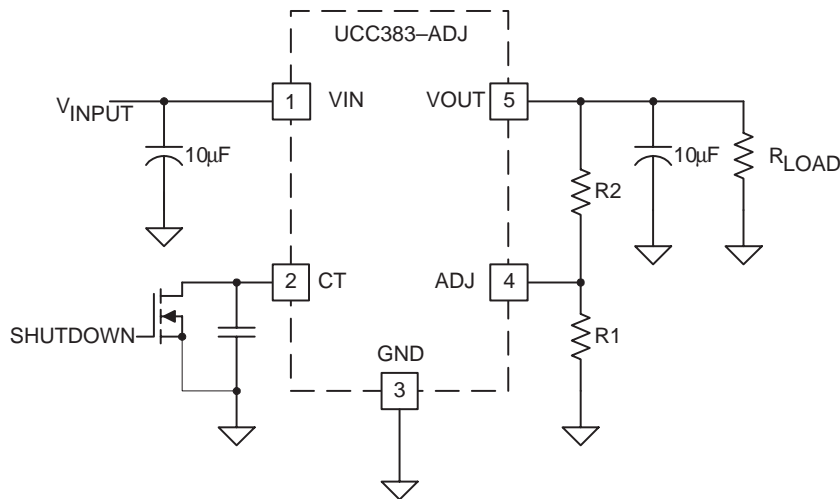 UCC383–ADJ
VINPUT
1
VIN
VOUT
5
10µF
10µF
RLOAD
R2
2
CT
ADJ
4
SHUTDOWN
R1
GND
3